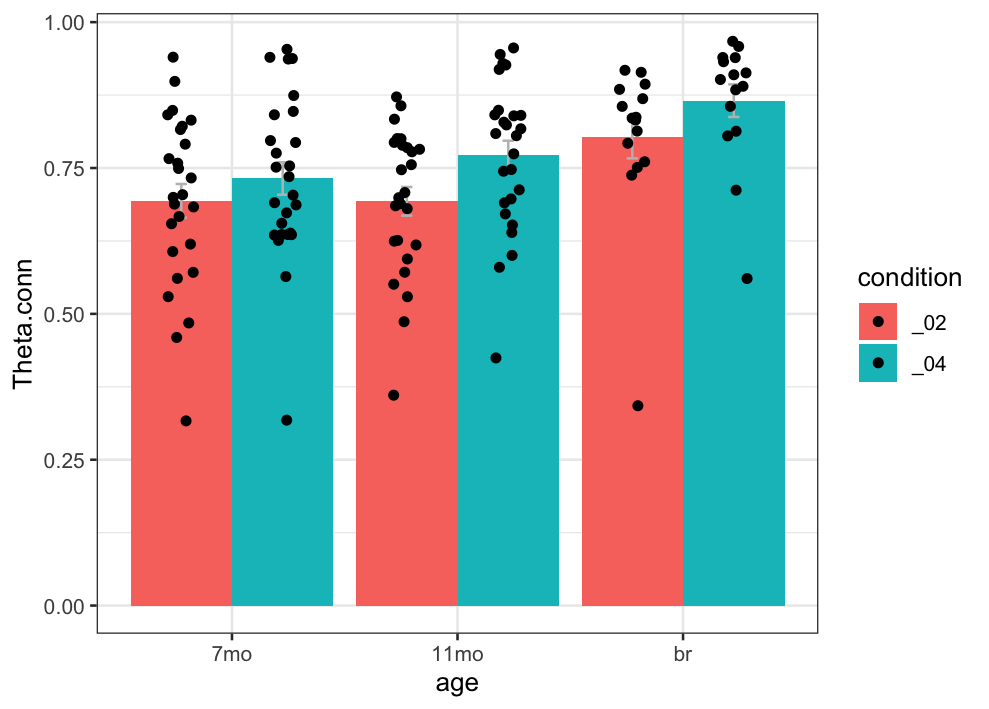 1.00
0.75
0.50
0.25
0.00
Theta.conn
7mo
11mo
br
age
condition
_02
_04